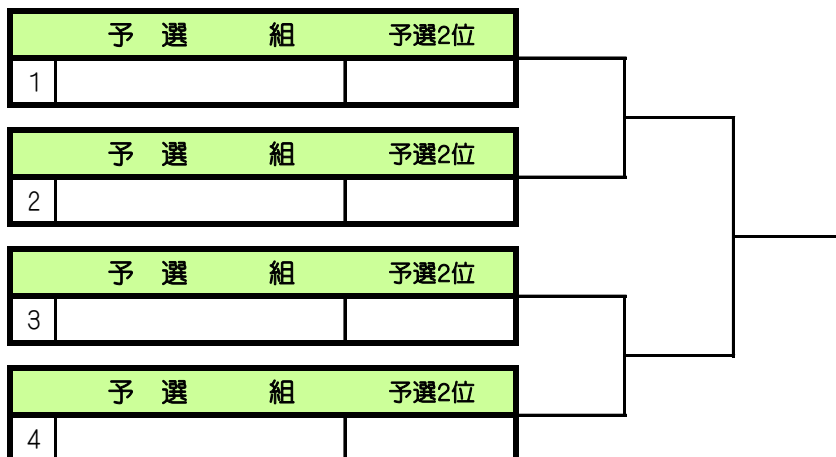 予 選 組 予選2位
1
予 選 組 予選2位
2
予 選 組 予選2位
3
予 選 組 予選2位
4